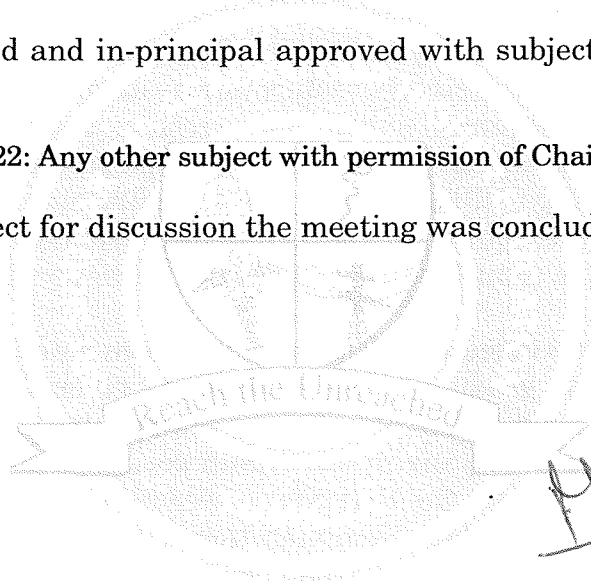 d and in-principal approved with subject
22: Any other subject with permission of Chai
ect for discussion the meeting was conclud
Reach the Unreached